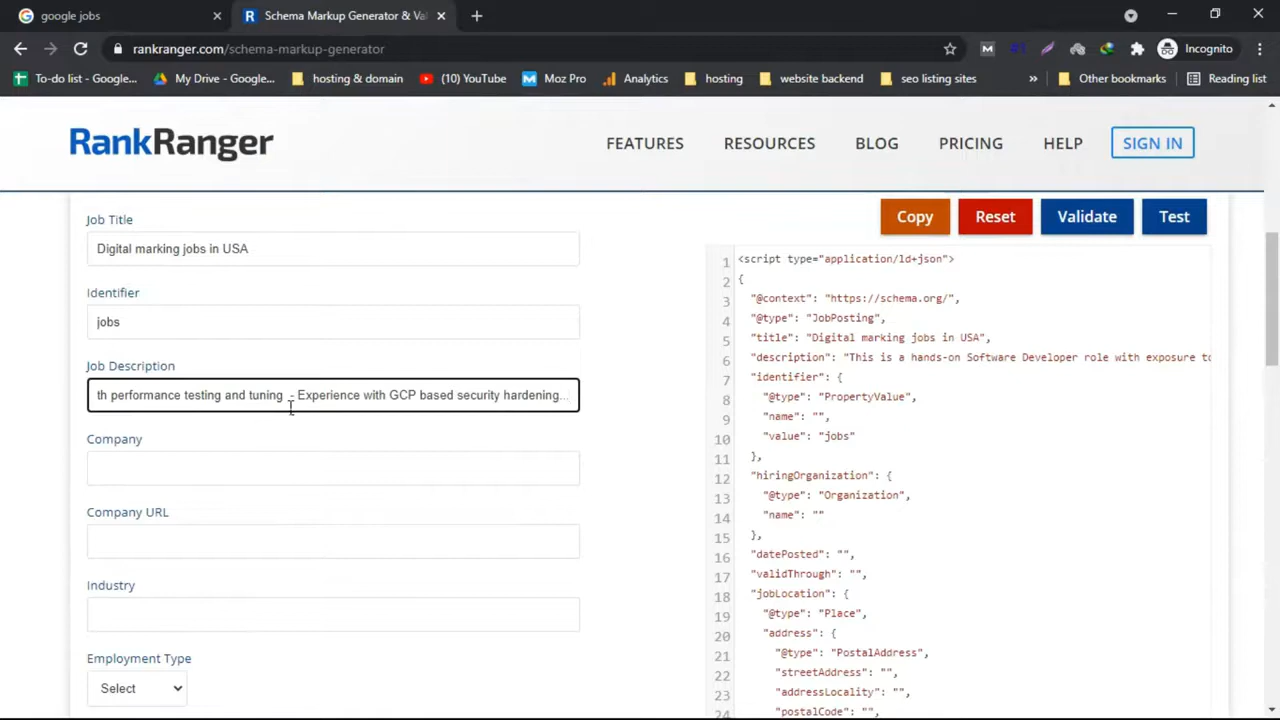 google jobs
Schema Markup Generator & Val
rankranger.com/schema-markup-generator
Incognito
To-do list - Google...
My Drive - Google...
hosting & domain
(10) YouTube
Moz Pro
Analytics
hosting
website backend
seo listing sites
»
Other bookmarks
Reading list
RankRanger
FEATURES
RESOURCES
BLOG
PRICING
HELP
SIGN IN
Job Title
Digital marking jobs in USA
Identifier
jobs
Job Description
th performance testing and tuning - Experience with GCP based security hardening...
Company
Company URL
Industry
Employment Type
Select
Copy
Reset
Validate
Test
1 <script type="application/ld+json">
2 {
3 "@context": "https://schema.org/",
4 "@type": "JobPosting",
5 "title": "Digital marking jobs in USA",
6 "description": "This is a hands-on Software Developer role with exposure to
7 "identifier": {
8 "@type": "PropertyValue",
9 "name": "",
10 "value": "jobs"
11 },
12 "hiringOrganization": {
13 "@type": "Organization",
14 "name": ""
15 },
16 "datePosted": "",
17 "validThrough": "",
18 "jobLocation": {
19 "@type": "Place",
20 "address": {
21 "@type": "PostalAddress",
22 "streetAddress": "",
23 "addressLocality": "",
24 "postalCode": "",